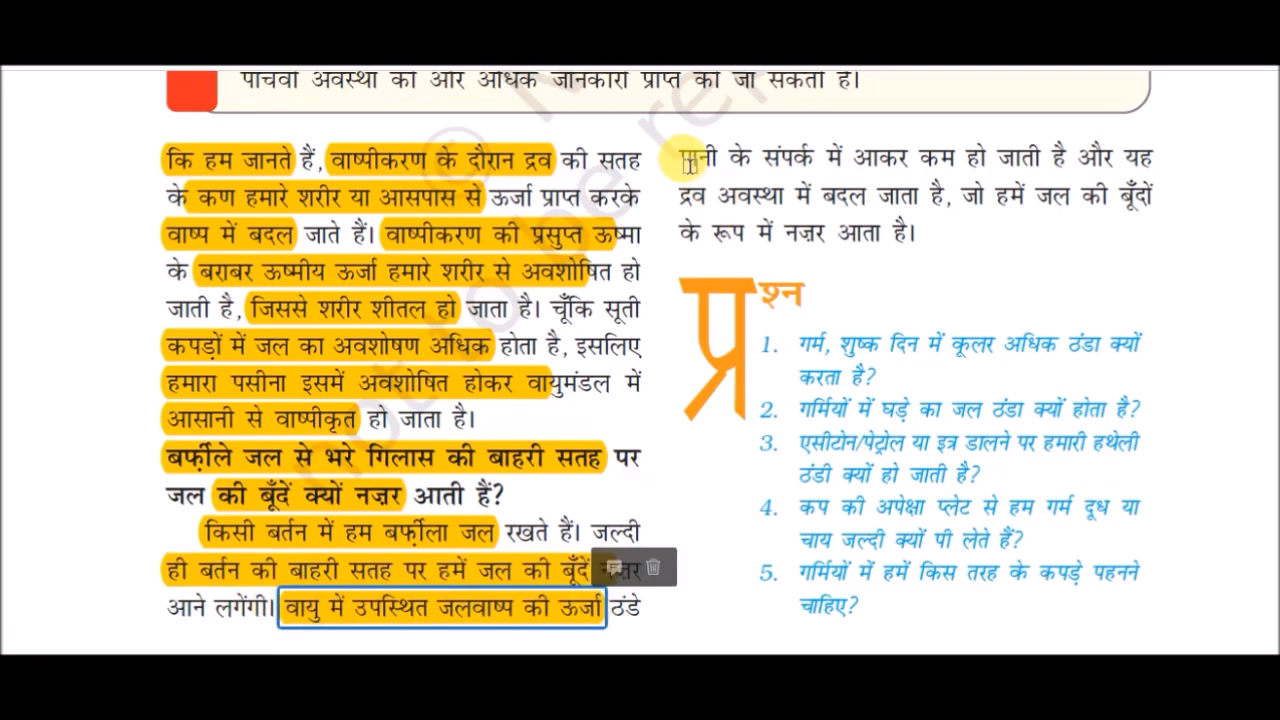 पाचवीं अवस्था की और अधिक जानकारी प्राप्त की जा सकती है।
कि हम जानते हैं, वाष्पीकरण के दौरान द्रव की सतह
के कण हमारे शरीर या आसपास से ऊर्जा प्राप्त करके
वाष्प में बदल जाते हैं। वाष्पीकरण की प्रसुप्त ऊष्मा
के बराबर ऊष्मीय ऊर्जा हमारे शरीर से अवशोषित हो
जाती है, जिससे शरीर शीतल हो जाता है। चूँकि सूती
कपड़ों में जल का अवशोषण अधिक होता है, इसलिए
हमारा पसीना इसमें अवशोषित होकर वायुमंडल में
आसानी से वाष्पीकृत हो जाता है।
बर्फ़ीले जल से भरे गिलास की बाहरी सतह पर
जल की बूँदें क्यों नज़र आती हैं?
किसी बर्तन में हम बर्फ़ीला जल रखते हैं। जल्दी
ही बर्तन की बाहरी सतह पर हमें जल की बूँदें नज़र
आने लगेंगी। वायु में उपस्थित जलवाष्प की ऊर्जा ठंडे
पानी के संपर्क में आकर कम हो जाती है और यह
द्रव अवस्था में बदल जाता है, जो हमें जल की बूँदों
के रूप में नज़र आता है।
प्रश्न
1. गर्म, शुष्क दिन में कूलर अधिक ठंडा क्यों
करता है?
2. गर्मियों में घड़े का जल ठंडा क्यों होता है?
3. एसीटोन/पेट्रोल या इत्र डालने पर हमारी हथेली
ठंडी क्यों हो जाती है?
4. कप की अपेक्षा प्लेट से हम गर्म दूध या
चाय जल्दी क्यों पी लेते हैं?
5. गर्मियों में हमें किस तरह के कपड़े पहनने
चाहिए?